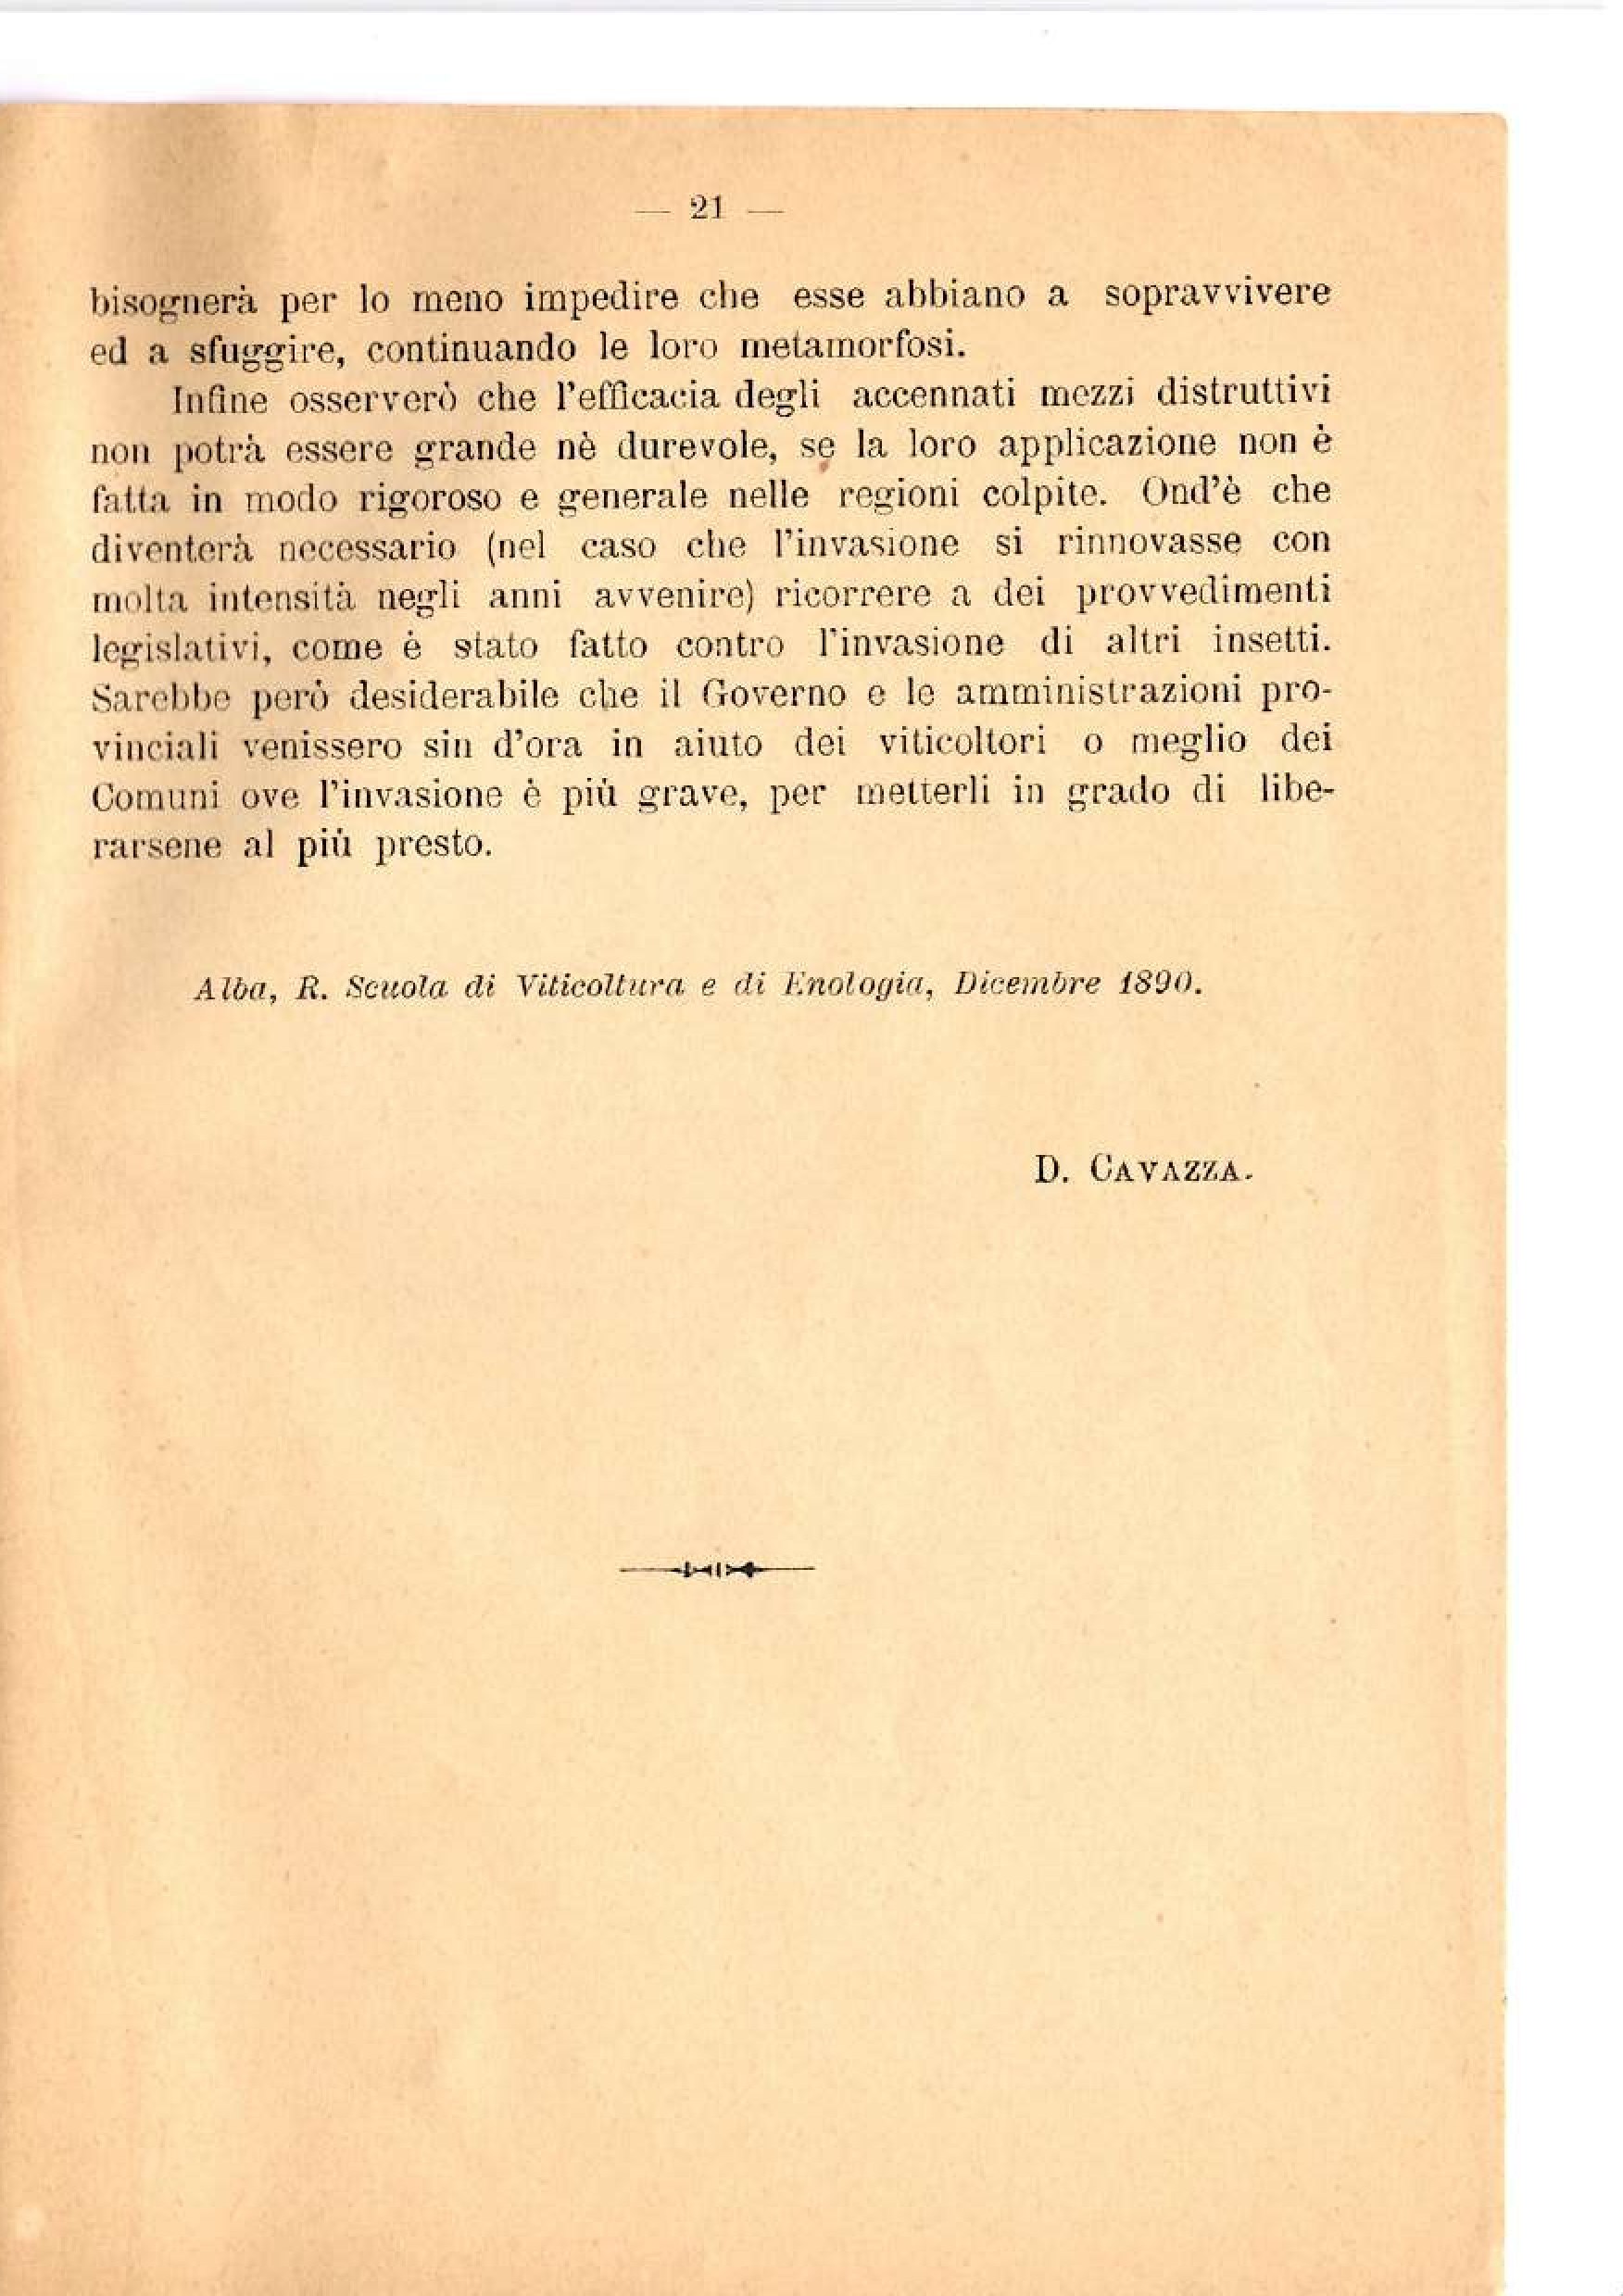 — 21 —
bisognerà per lo meno impedire che esse abbiano a sopravvivere
ed a sfuggire, continuando le loro metamorfosi.
Infine osserverò che l'efficacia degli accennati mezzi distruttivi
non potrà essere grande nè durevole, se la loro applicazione non è
fatta in modo rigoroso e generale nelle regioni colpite. Ond'è che
diventerà necessario (nel caso che l'invasione si rinnovasse con
molta intensità negli anni avvenire) ricorrere a dei provvedimenti
legislativi, come è stato fatto contro l'invasione di altri insetti.
Sarebbe però desiderabile che il Governo e le amministrazioni pro-
vinciali venissero sin d'ora in aiuto dei viticoltori o meglio dei
Comuni ove l'invasione è più grave, per metterli in grado di libe-
rarsene al più presto.
Alba, R. Scuola di Viticoltura e di Enologia, Dicembre 1890.
D. CAVAZZA.